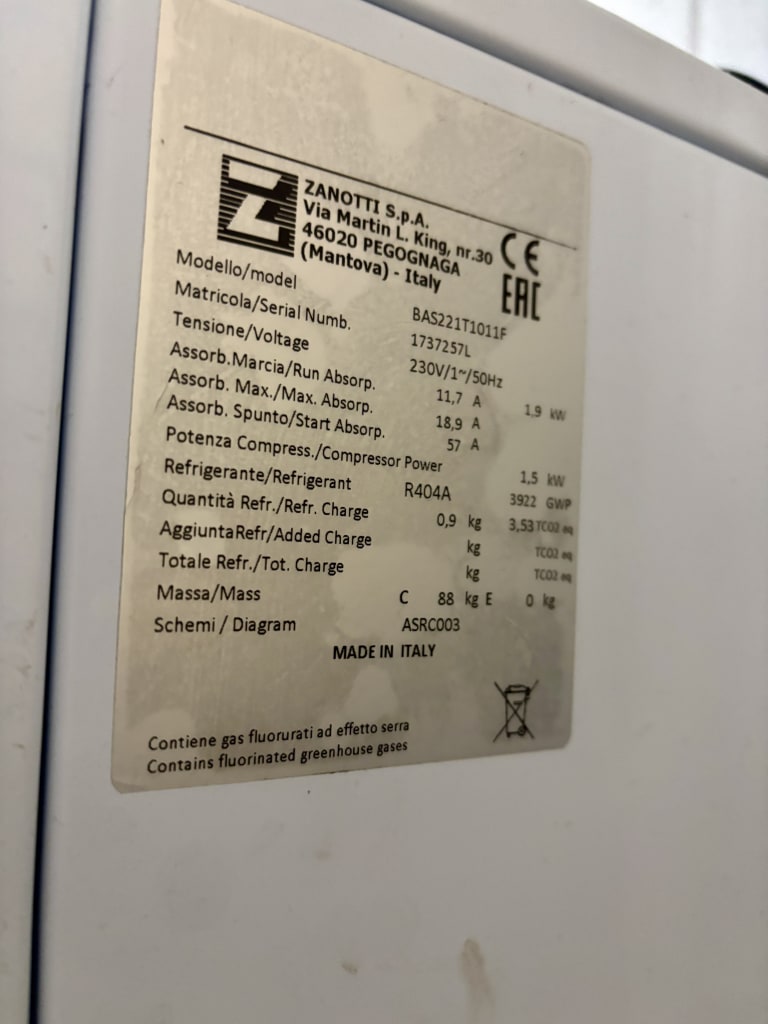 ZANOTTI S.p.A.
Via Martin L. King, nr.30
46020 PEGOGNAGA
(Mantova) - Italy
CE
EAC
Modello/model BAS221T1011F
Matricola/Serial Numb. 1737257L
Tensione/Voltage 230V/1~/50Hz
Assorb.Marcia/Run Absorp. 11,7 A 1,9 kW
Assorb. Max./Max. Absorp. 18,9 A
Assorb. Spunto/Start Absorp. 57 A
Potenza Compress./Compressor Power 1,5 kW
Refrigerante/Refrigerant R404A 3922 GWP
Quantità Refr./Refr. Charge 0,9 kg 3,53 TCO2 eq
AggiuntaRefr/Added Charge kg TCO2 eq
Totale Refr./Tot. Charge kg TCO2 eq
Massa/Mass C 88 kg E 0 kg
Schemi / Diagram ASRC003
MADE IN ITALY
Contiene gas fluorurati ad effetto serra
Contains fluorinated greenhouse gases